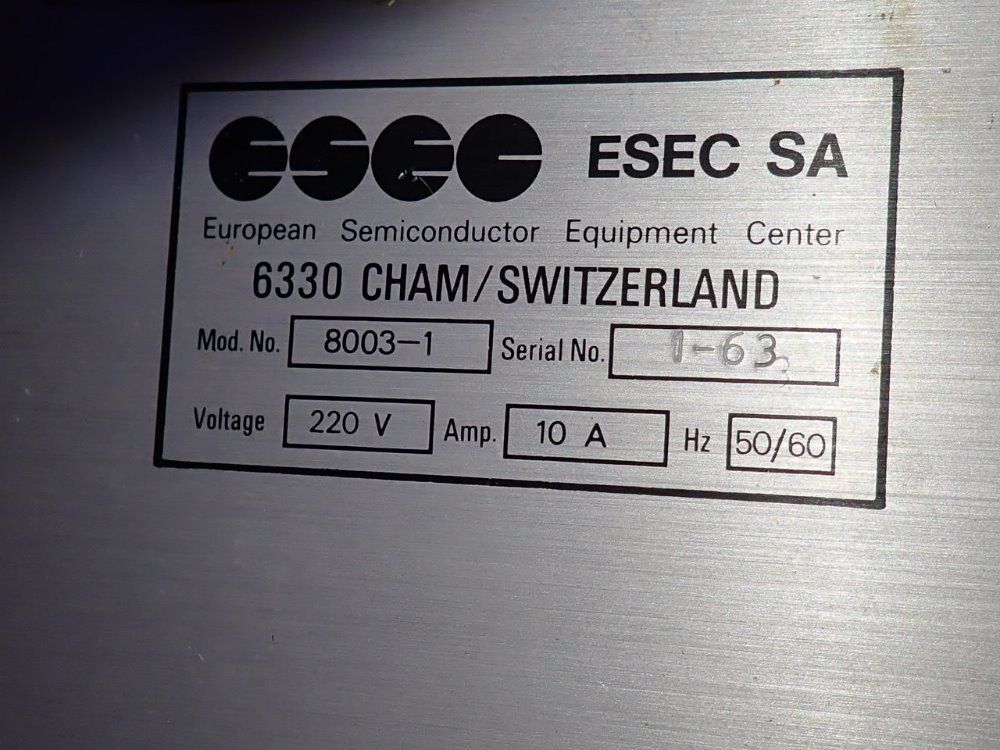 esec ESEC SA
European Semiconductor Equipment Center
6330 CHAM/SWITZERLAND
Mod. No. 8003-1 Serial No. 1-63
Voltage 220 V Amp. 10 A Hz 50/60